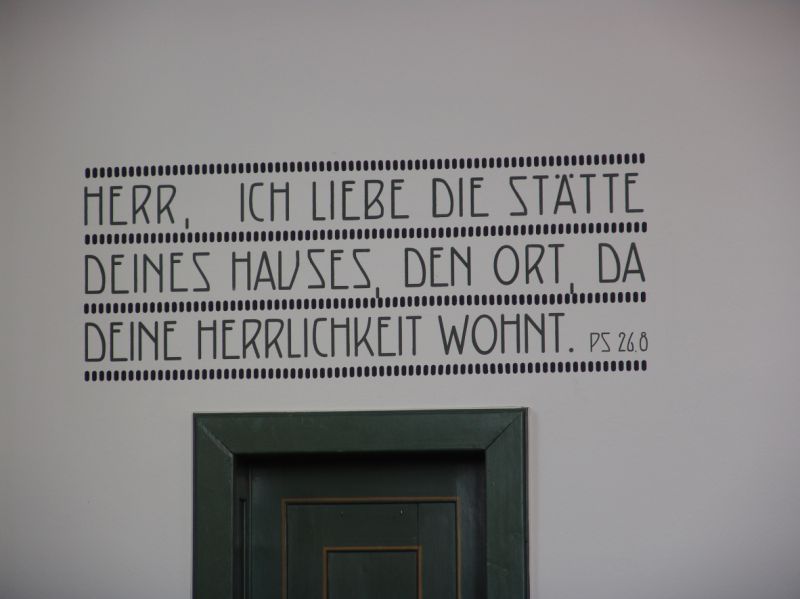 HERR, ICH LIEBE DIE STÄTTE
DEINES HAUSES, DEN ORT, DA
DEINE HERRLICHKEIT WOHNT. PS 26,8